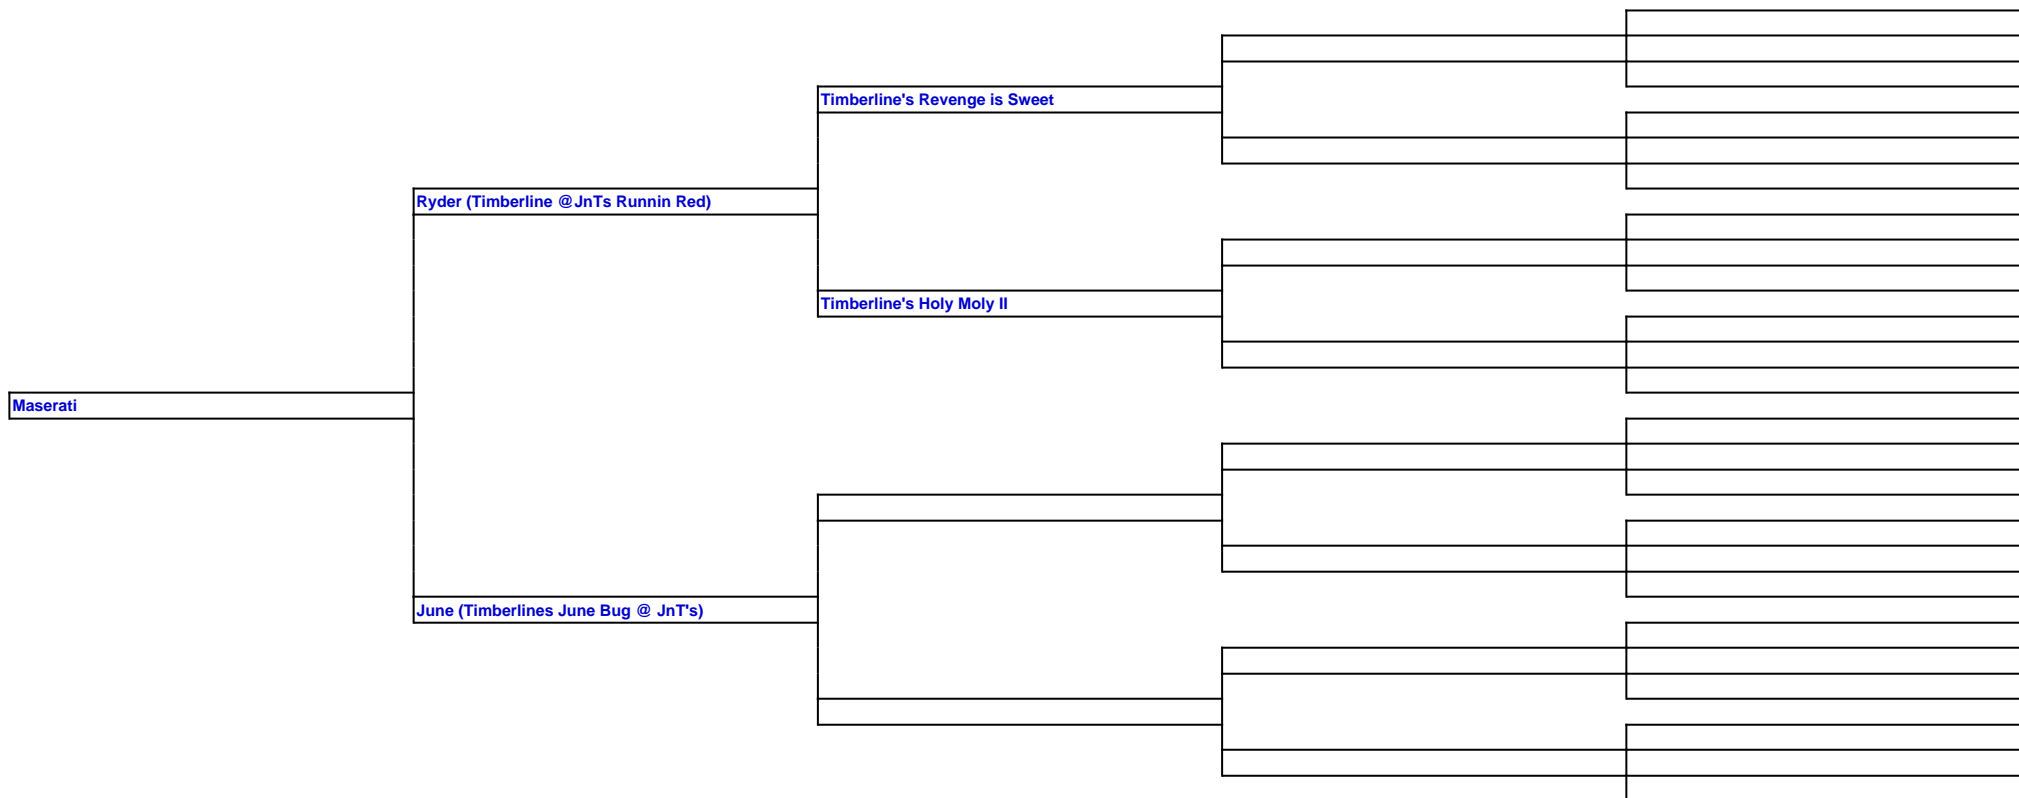 Timberline's Revenge is Sweet
Ryder (Timberline @JnTs Runnin Red)
Timberline's Holy Moly II
Maserati
June (Timberlines June Bug @ JnT's)